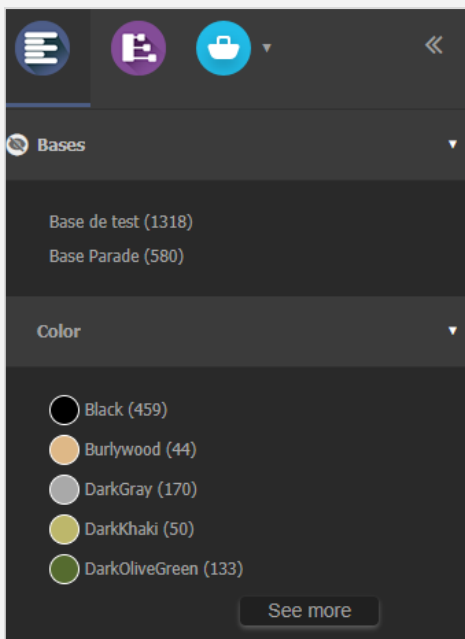 Bases
Base de test (1318)
Base Parade (580)
Color
Black (459)
Burlywood (44)
DarkGray (170)
DarkKhaki (50)
DarkOliveGreen (133)
See more